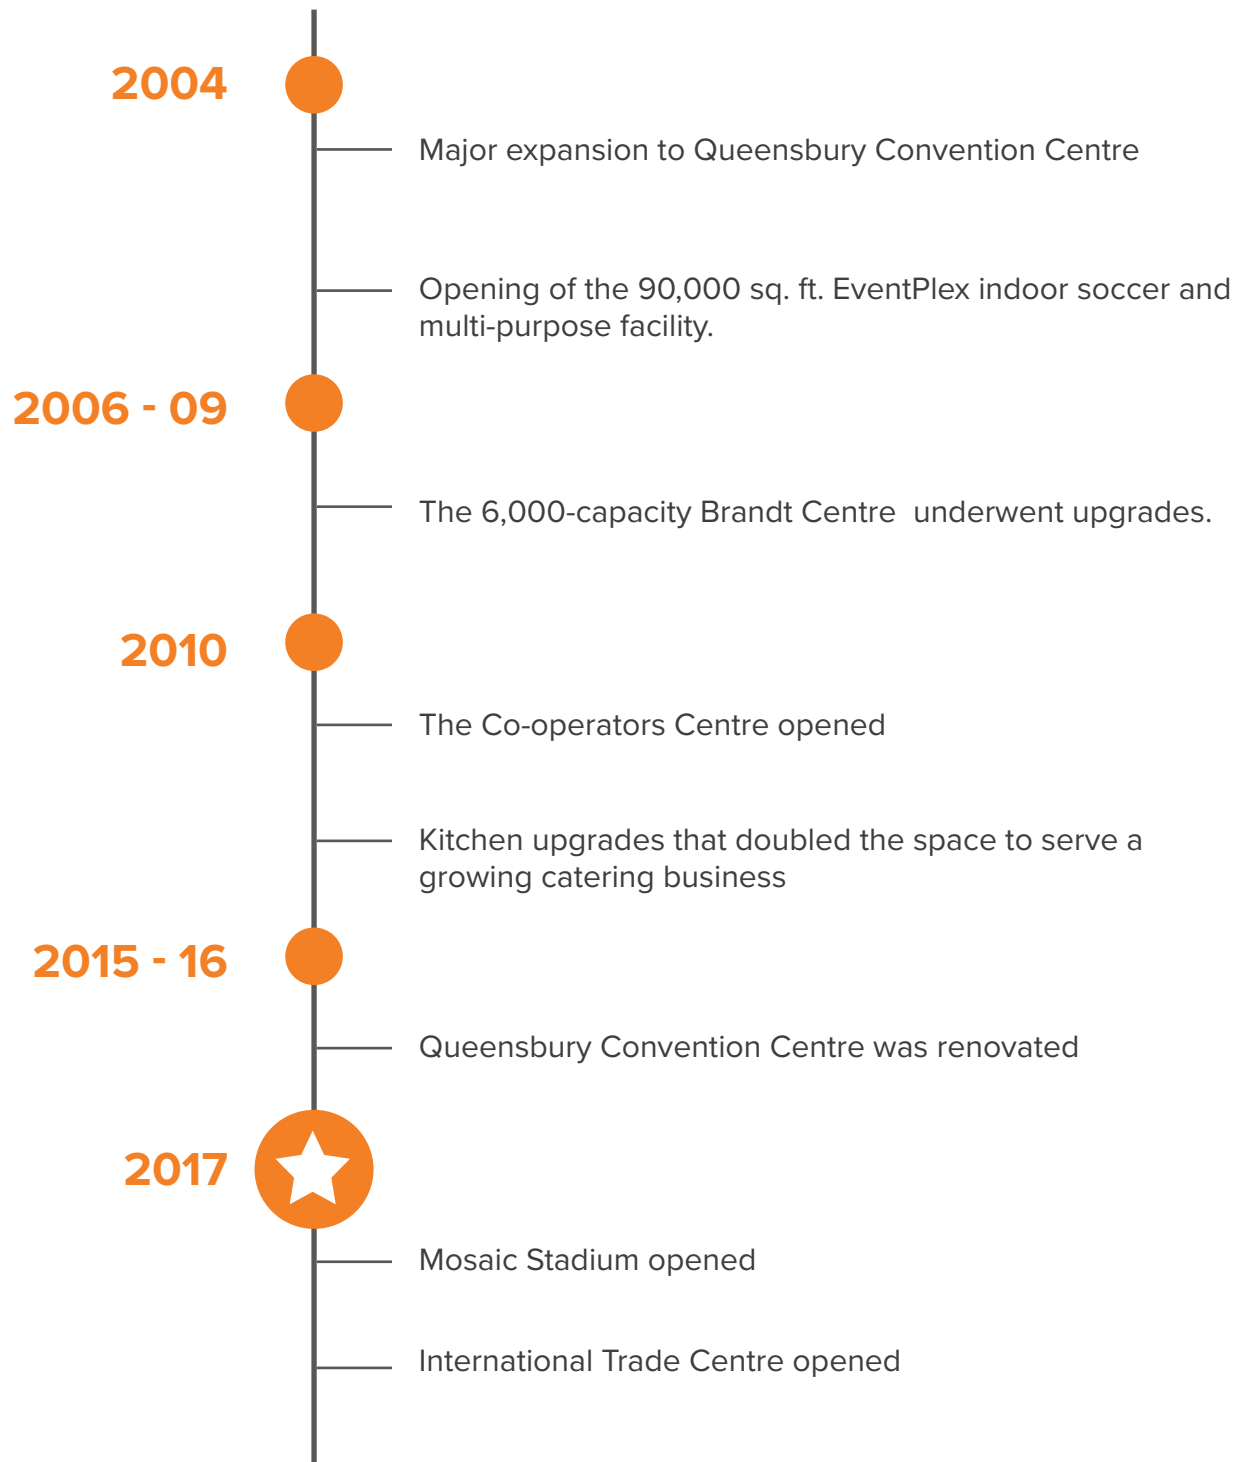 2004
Major expansion to Queensbury Convention Centre
Opening of the 90,000 sq. ft. EventPlex indoor soccer and
multi-purpose facility.
2006 - 09
The 6,000-capacity Brandt Centre  underwent upgrades.
2010
The Co-operators Centre opened
Kitchen upgrades that doubled the space to serve a
growing catering business
2015 - 16
Queensbury Convention Centre was renovated
2017
Mosaic Stadium opened
International Trade Centre opened